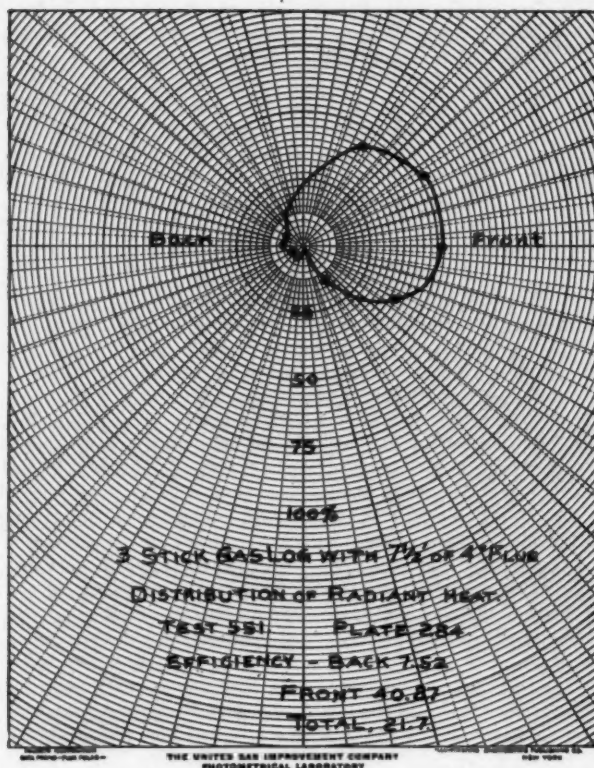 Back Front
25
50
75
100%
3 STICK GAS LOG WITH 7½' OF 4" FLUE
DISTRIBUTION OF RADIANT HEAT.
TEST 551. PLATE 284.
EFFICIENCY - BACK 7.52
FRONT 40.87
TOTAL, 21.7
THE UNITED GAS IMPROVEMENT COMPANY
NEW YORK
PHOTOMETRICAL LABORATORY